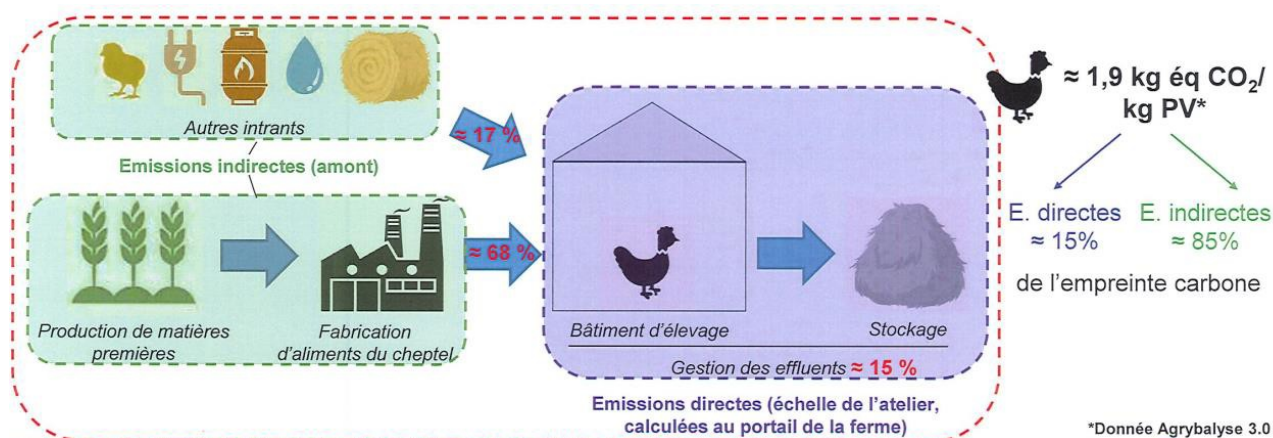 Autres intrants
≈ 17 %
Emissions indirectes (amont)
Production de matières
premières
Fabrication
d'aliments du cheptel
≈ 68 %
Bâtiment d'élevage
Stockage
Gestion des effluents ≈ 15 %
Emissions directes (échelle de l'atelier,
calculées au portail de la ferme)
≈ 1,9 kg éq CO₂/
kg PV*
E. directes
≈ 15%
E. indirectes
≈ 85%
de l'empreinte carbone
*Donnée Agrybalyse 3.0